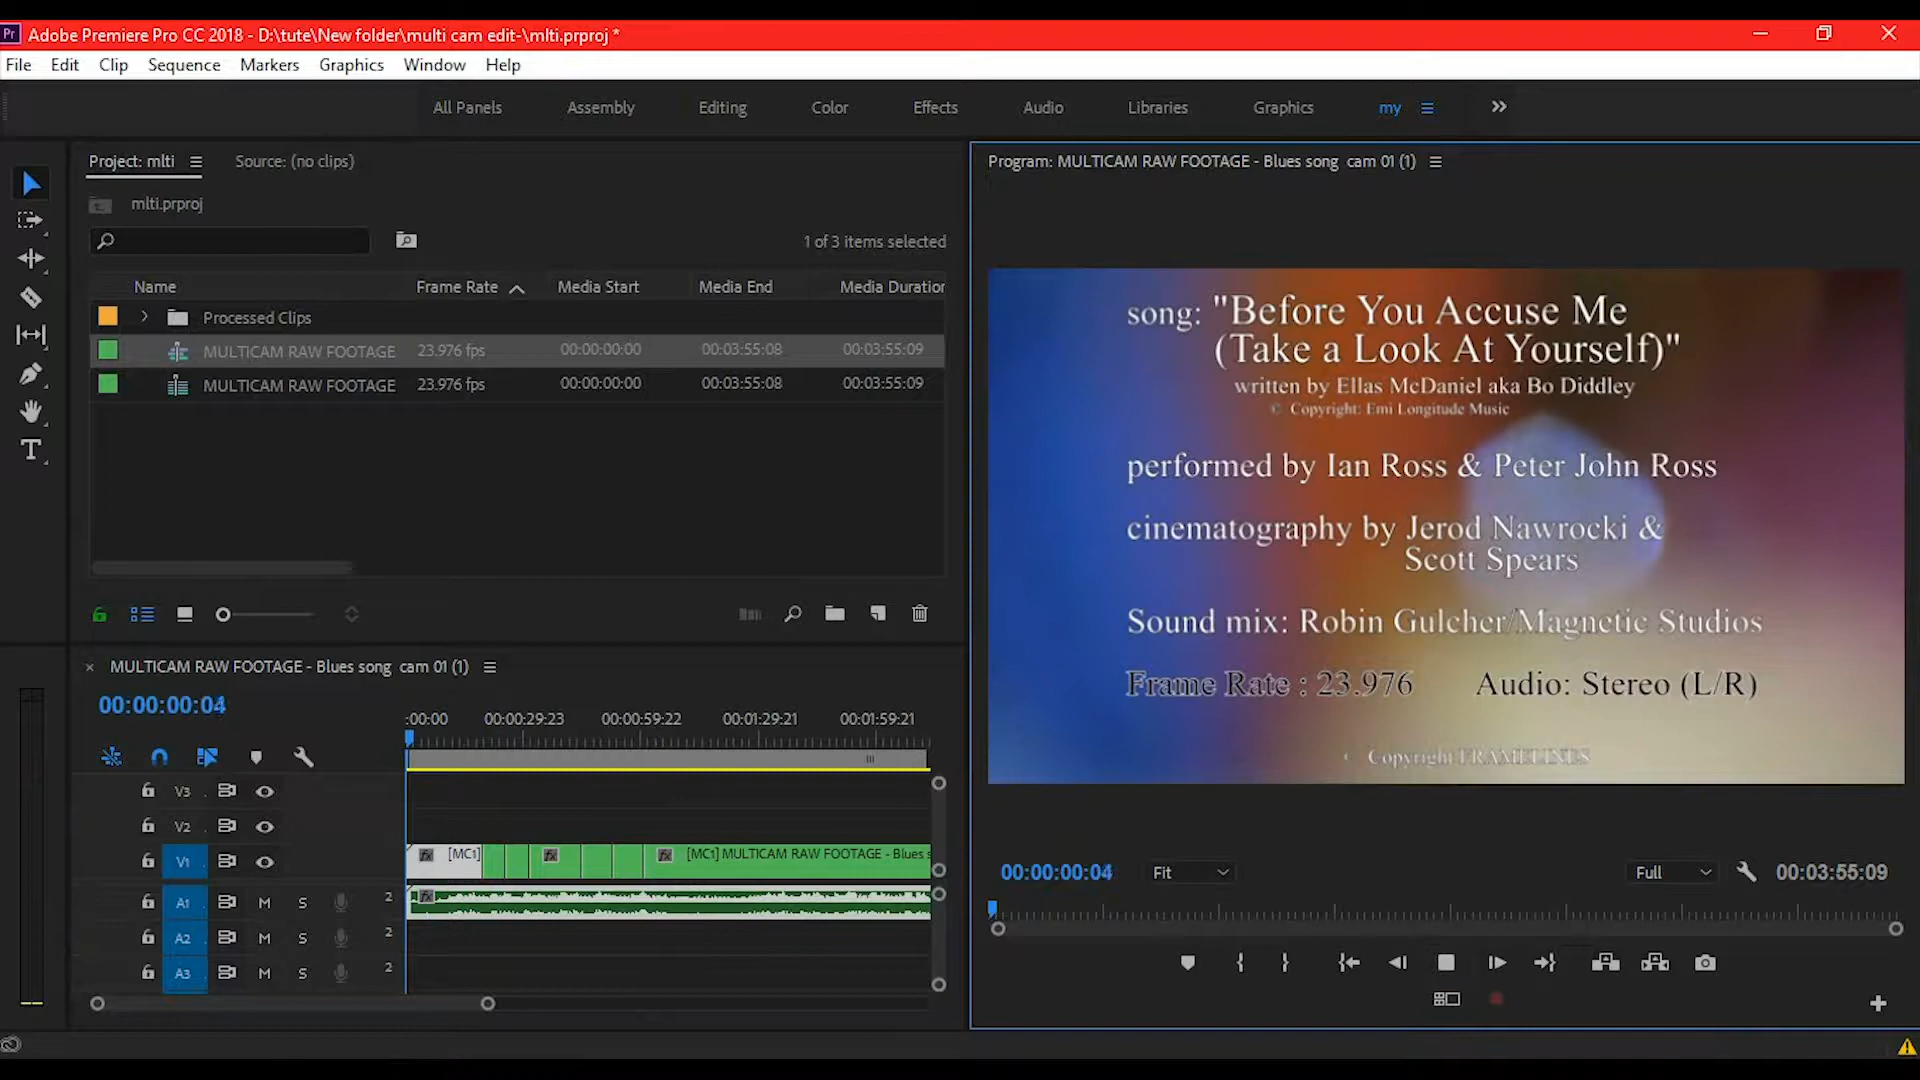 Pr Adobe Premiere Pro CC 2018 - D:\tute\New folder\multi cam edit-\mlti.prproj *
File Edit Clip Sequence Markers Graphics Window Help
All Panels Assembly Editing Color Effects Audio Libraries Graphics my
Project: mlti Source: (no clips)
mlti.prproj
1 of 3 items selected
Name Frame Rate Media Start Media End Media Duration
Processed Clips
MULTICAM RAW FOOTAGE 23.976 fps 00:00:00:00 00:03:55:08 00:03:55:09
MULTICAM RAW FOOTAGE 23.976 fps 00:00:00:00 00:03:55:08 00:03:55:09
T
Program: MULTICAM RAW FOOTAGE - Blues song cam 01 (1)
song: "Before You Accuse Me
(Take a Look At Yourself)"
written by Ellas McDaniel aka Bo Diddley
© Copyright: Emi Longitude Music
performed by Ian Ross & Peter John Ross
cinematography by Jerod Nawrocki &
Scott Spears
Sound mix: Robin Gulcher/Magnetic Studios
Frame Rate : 23.976 Audio: Stereo (L/R)
© Copyright FRAMELINES
00:00:00:04 Fit Full 00:03:55:09
MULTICAM RAW FOOTAGE - Blues song cam 01 (1)
00:00:00:04
:00:00 00:00:29:23 00:00:59:22 00:01:29:21 00:01:59:21
V3
V2
V1 fx [MC1] fx fx [MC1] MULTICAM RAW FOOTAGE - Blues s
A1 M S 2 fx
A2 M S 2
A3 M S 2